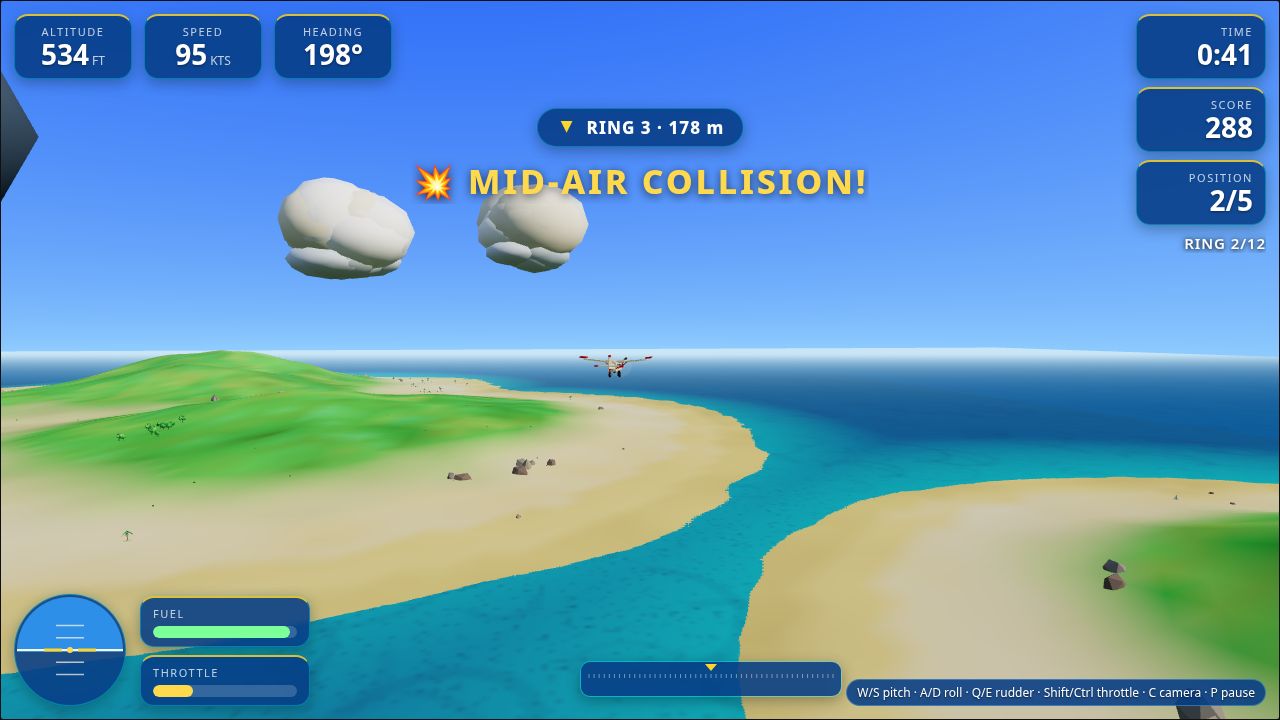 ALTITUDE
534 FT
SPEED
95 KTS
HEADING
198°
TIME
0:41
SCORE
288
POSITION
2/5
RING 2/12
▼ RING 3 · 178 m
💥 MID-AIR COLLISION!
FUEL
THROTTLE
W/S pitch · A/D roll · Q/E rudder · Shift/Ctrl throttle · C camera · P pause